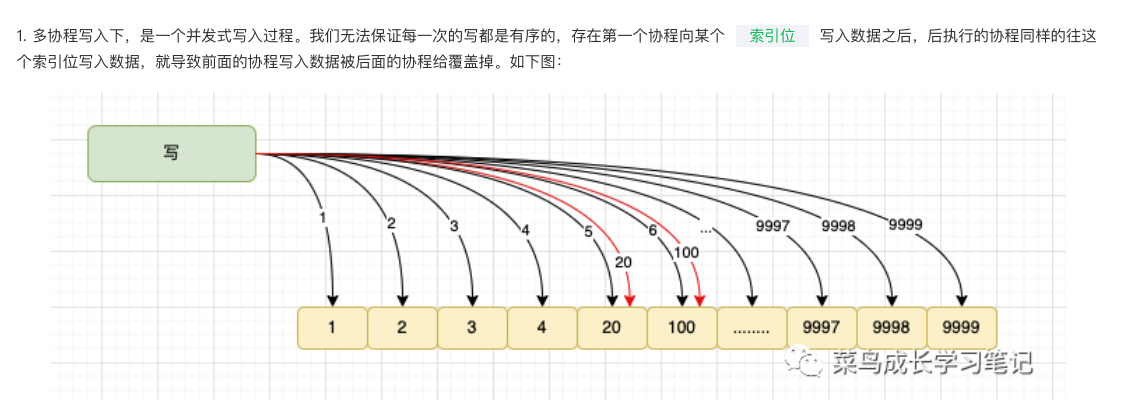 1. 多协程写入下，是一个并发式写入过程。我们无法保证每一次的写都是有序的，存在第一个协程向某个 索引位 写入数据之后，后执行的协程同样的往这
个索引位写入数据，就导致前面的协程写入数据被后面的协程给覆盖掉。如下图：
写
1 2 3 4 5 6 ... 9997 9998 9999
20 100
1 2 3 4 20 100 ........ 9997 9998 9999
菜鸟成长学习笔记